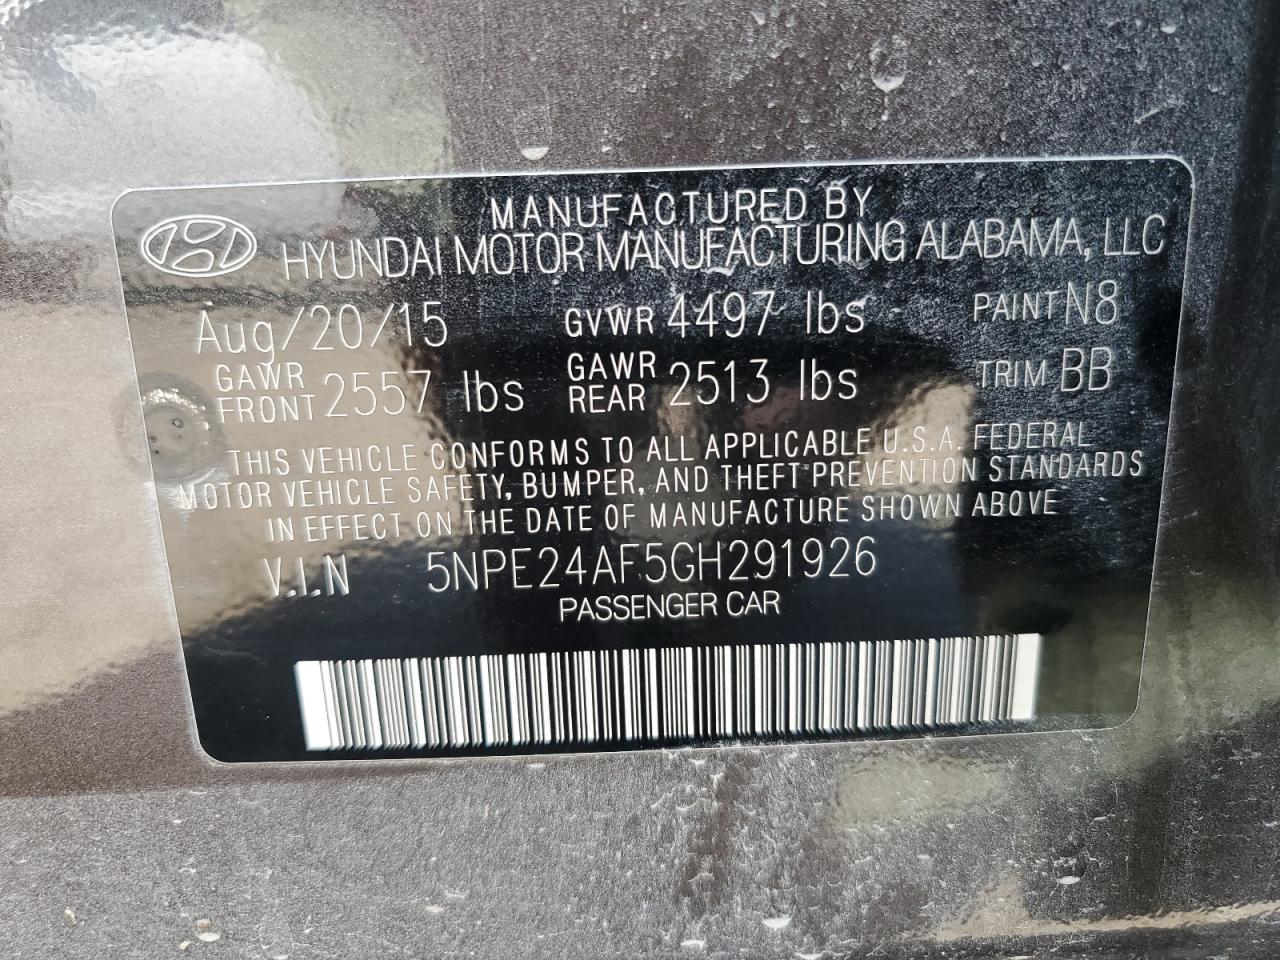 MANUFACTURED BY
HYUNDAI MOTOR MANUFACTURING ALABAMA, LLC
Aug/20/15 GVWR 4497 lbs PAINT N8
GAWR FRONT 2557 lbs GAWR REAR 2513 lbs TRIM BB
THIS VEHICLE CONFORMS TO ALL APPLICABLE U.S.A. FEDERAL
MOTOR VEHICLE SAFETY, BUMPER, AND THEFT PREVENTION STANDARDS
IN EFFECT ON THE DATE OF MANUFACTURE SHOWN ABOVE
V.I.N 5NPE24AF5GH291926
PASSENGER CAR